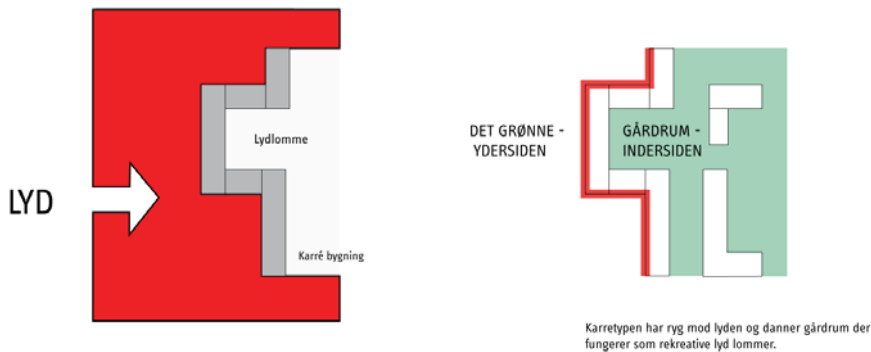 LYD
Lydlomme
Karré bygning
DET GRØNNE -
YDERSIDEN
GÅRDRUM -
INDERSIDEN
Karretypen har ryg mod lyden og danner gårdrum der
fungerer som rekreative lyd lommer.